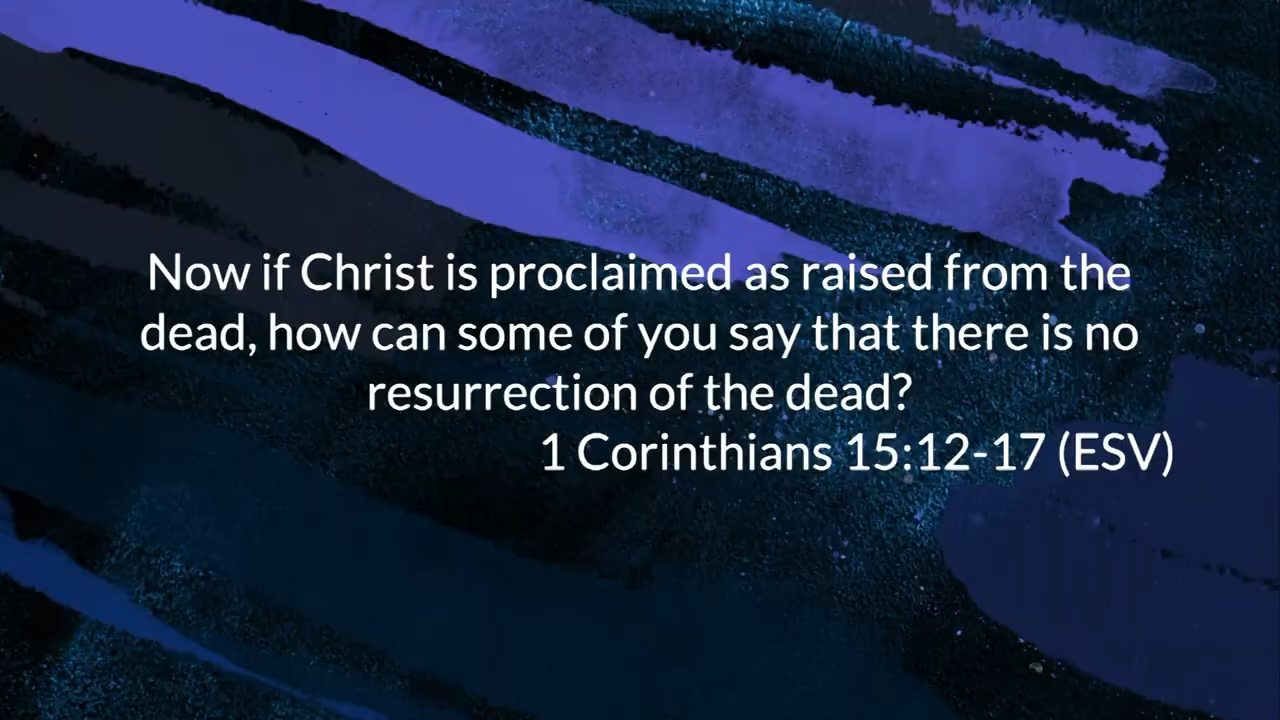 Now if Christ is proclaimed as raised from the
dead, how can some of you say that there is no
resurrection of the dead?
1 Corinthians 15:12-17 (ESV)